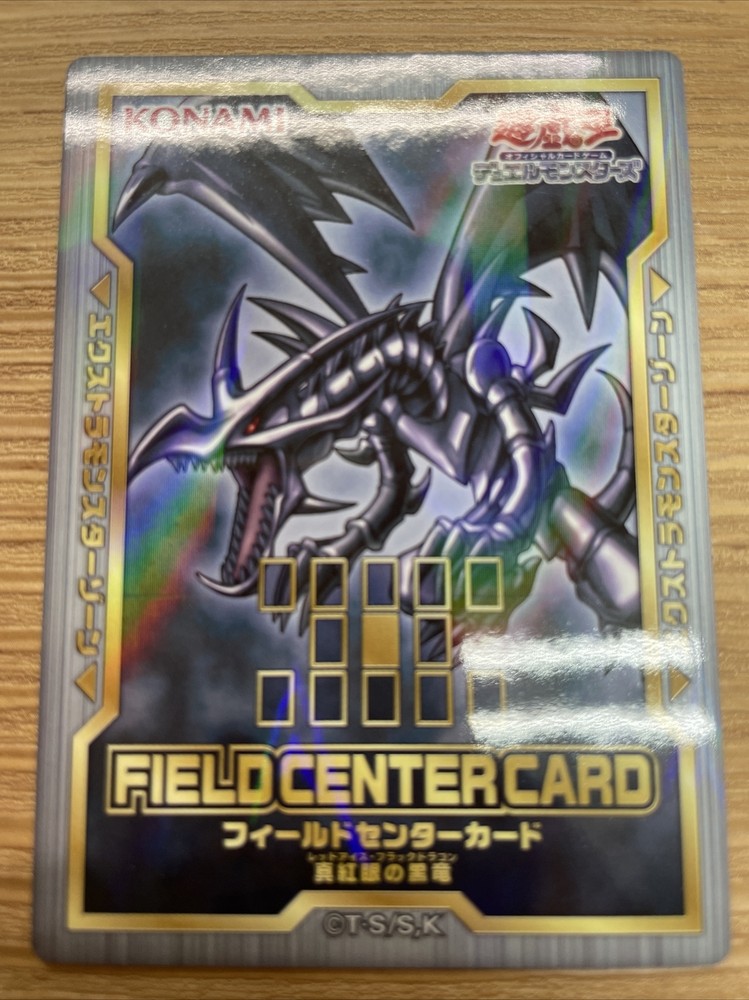 KONAMI
遊戯王
オフィシャルカードゲーム
デュエルモンスターズ
エクストラモンスターゾーン
エクストラモンスターゾーン
FIELD CENTER CARD
フィールドセンターカード
レッドアイズ・ブラックドラゴン
真紅眼の黒竜
©T・S/S,K